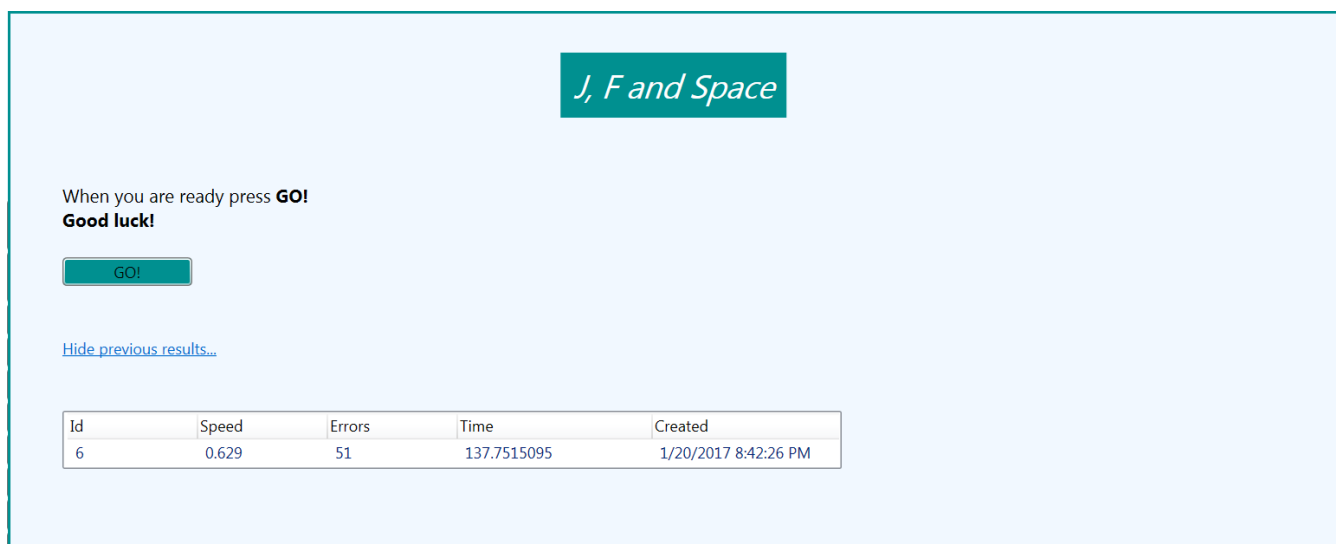 J, F and Space
When you are ready press GO!
Good luck!
GO!
Hide previous results...
Id Speed Errors Time Created
6 0.629 51 137.7515095 1/20/2017 8:42:26 PM